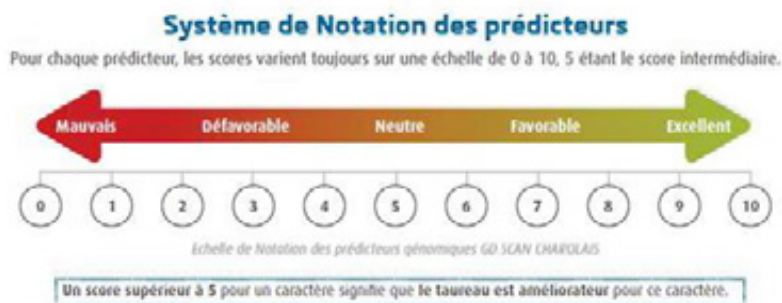 Système de Notation des prédicteurs
Pour chaque prédicteur, les scores varient toujours sur une échelle de 0 à 10, 5 étant le score intermédiaire.
Mauvais Défavorable Neutre Favorable Excellent
0 1 2 3 4 5 6 7 8 9 10
Echelle de Notation des prédicteurs génomiques GD SCAN CHAROLAIS
Un score supérieur à 5 pour un caractère signifie que le taureau est améliorateur pour ce caractère.